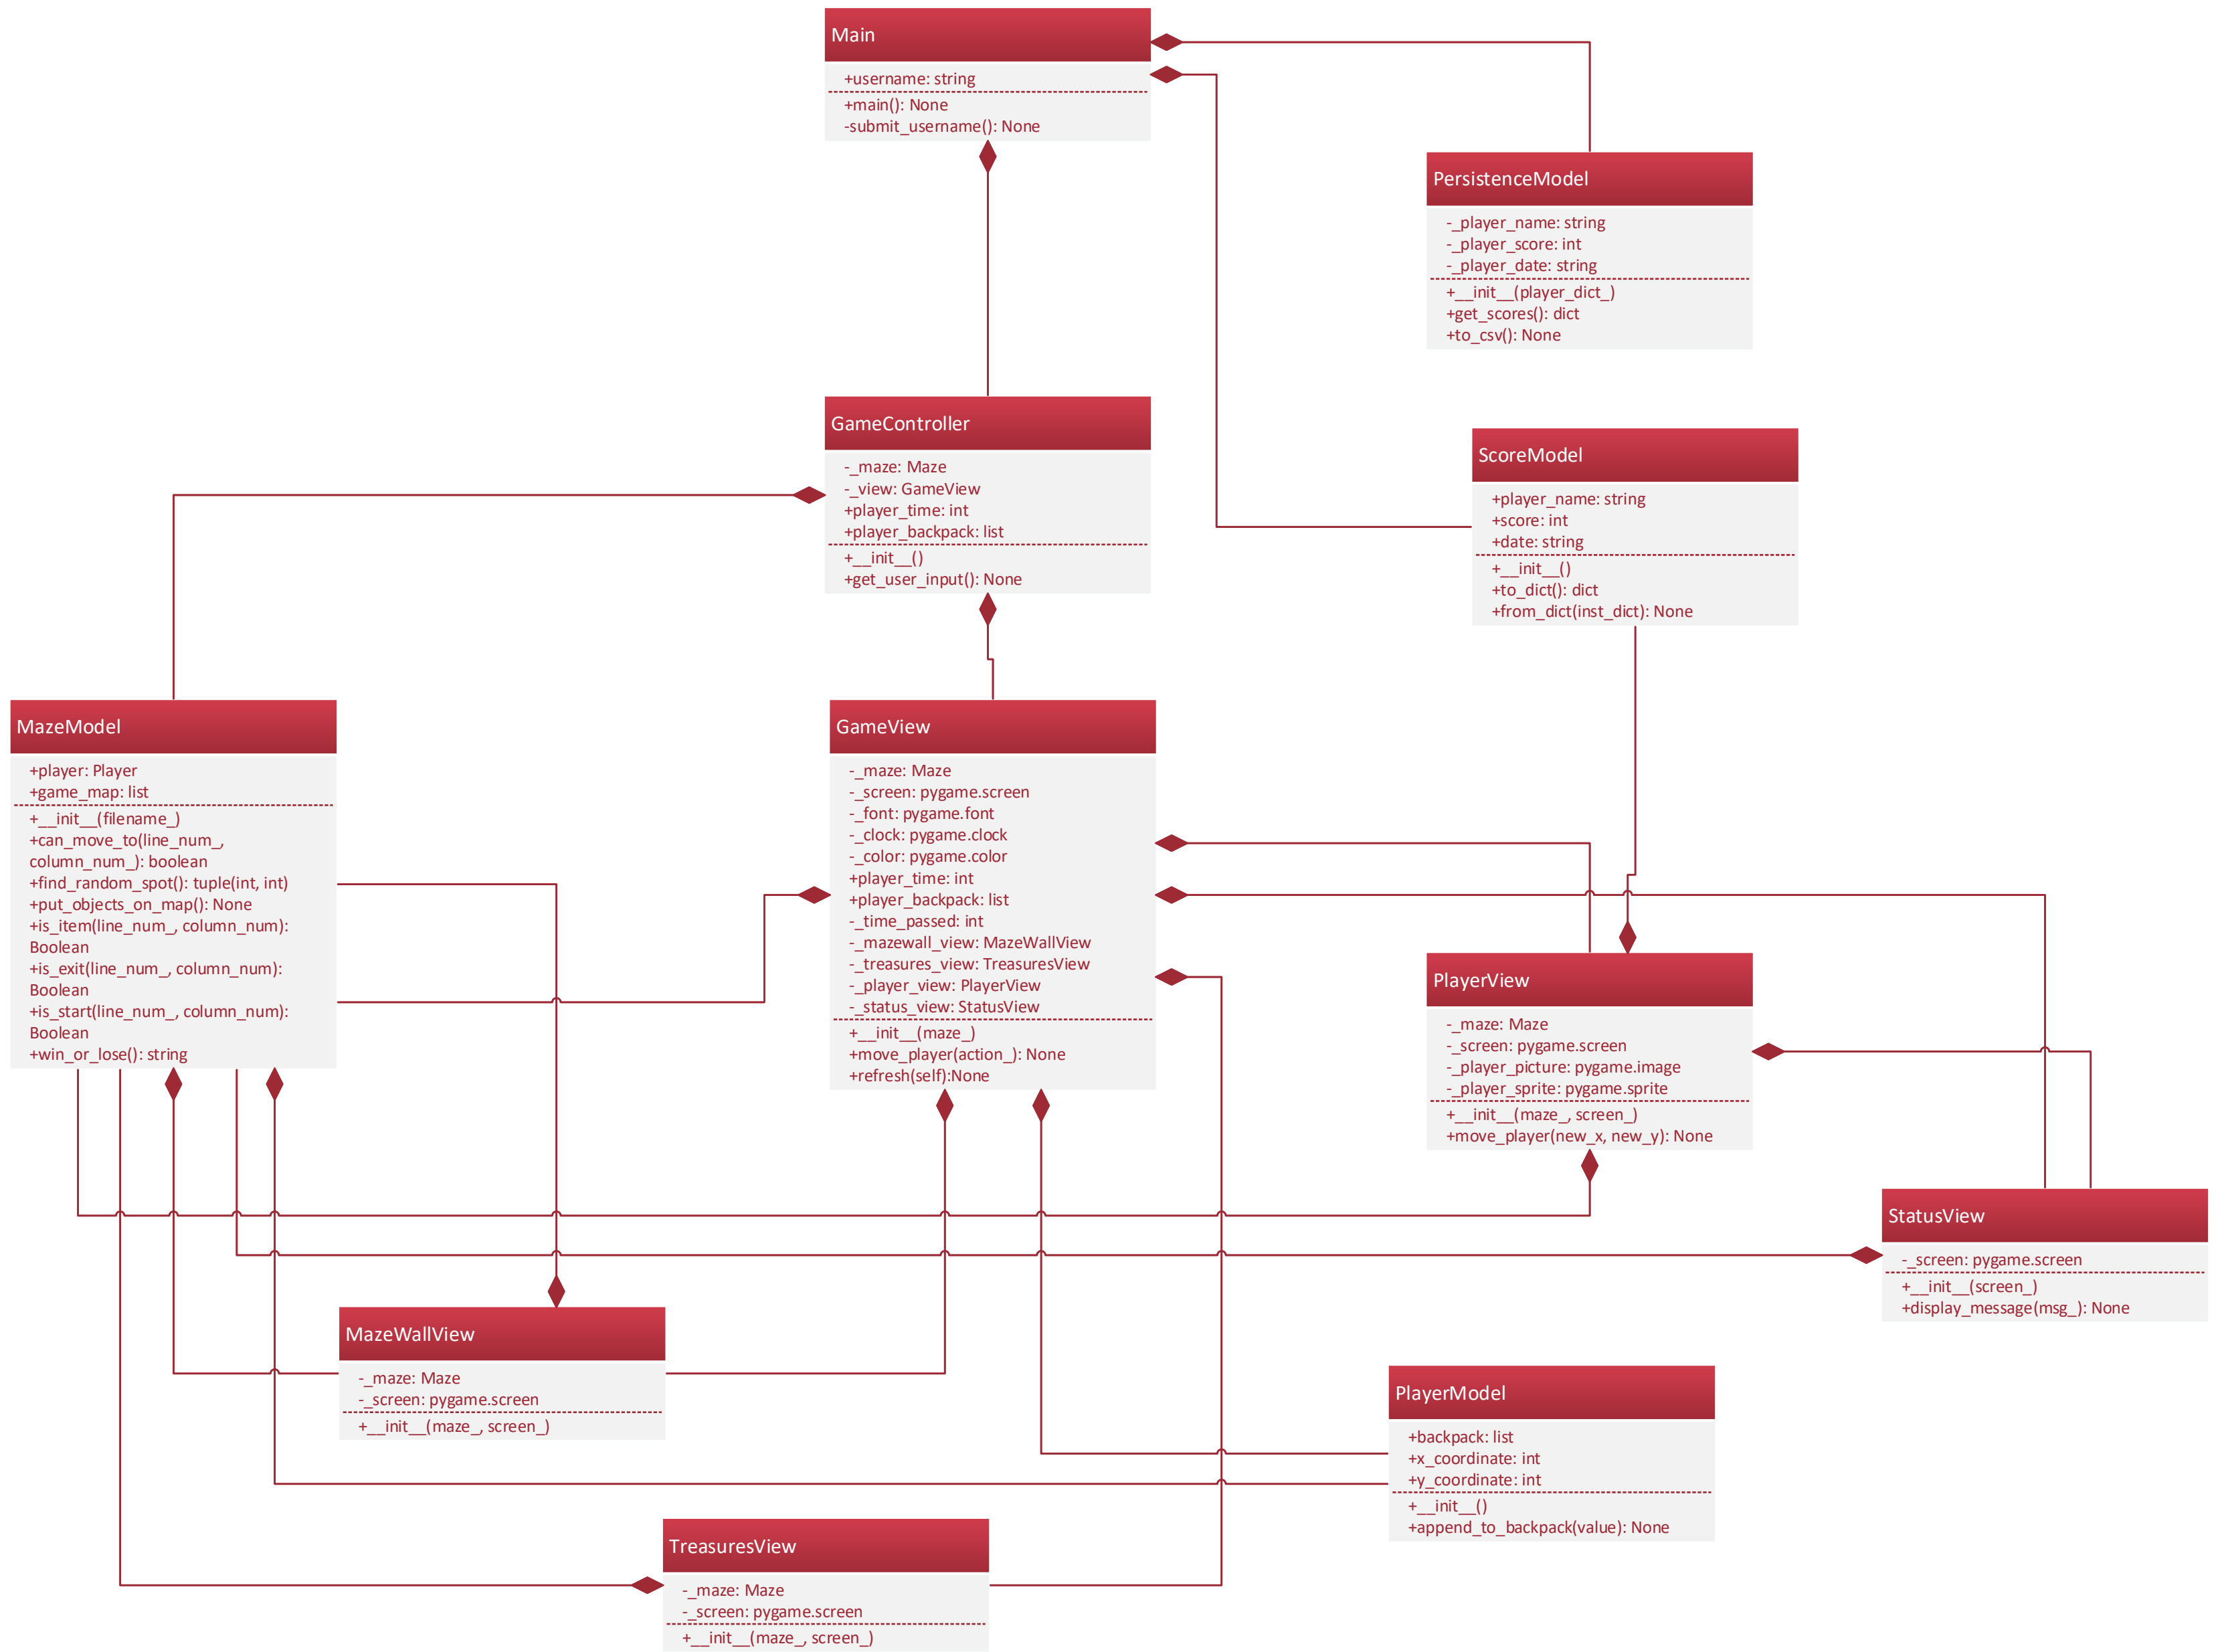 Main
+username: string
+main(): None
-submit_username(): None
PersistenceModel
-_player_name: string
-_player_score: int
-_player_date: string
+__init__(player_dict_)
+get_scores(): dict
+to_csv(): None
GameController
-_maze: Maze
-_view: GameView
+player_time: int
+player_backpack: list
+__init__()
+get_user_input(): None
ScoreModel
+player_name: string
+score: int
+date: string
+__init__()
+to_dict(): dict
+from_dict(inst_dict): None
MazeModel
+player: Player
+game_map: list
+__init__(filename_)
+can_move_to(line_num_,
column_num_): boolean
+find_random_spot(): tuple(int, int)
+put_objects_on_map(): None
+is_item(line_num_, column_num):
Boolean
+is_exit(line_num_, column_num):
Boolean
+is_start(line_num_, column_num):
Boolean
+win_or_lose(): string
GameView
-_maze: Maze
-_screen: pygame.screen
-_font: pygame.font
-_clock: pygame.clock
-_color: pygame.color
+player_time: int
+player_backpack: list
-_time_passed: int
-_mazewall_view: MazeWallView
-_treasures_view: TreasuresView
-_player_view: PlayerView
-_status_view: StatusView
+__init__(maze_)
+move_player(action_): None
+refresh(self):None
PlayerView
-_maze: Maze
-_screen: pygame.screen
-_player_picture: pygame.image
-_player_sprite: pygame.sprite
+__init__(maze_, screen_)
+move_player(new_x, new_y): None
StatusView
-_screen: pygame.screen
+__init__(screen_)
+display_message(msg_): None
MazeWallView
-_maze: Maze
-_screen: pygame.screen
+__init__(maze_, screen_)
PlayerModel
+backpack: list
+x_coordinate: int
+y_coordinate: int
+__init__()
+append_to_backpack(value): None
TreasuresView
-_maze: Maze
-_screen: pygame.screen
+__init__(maze_, screen_)